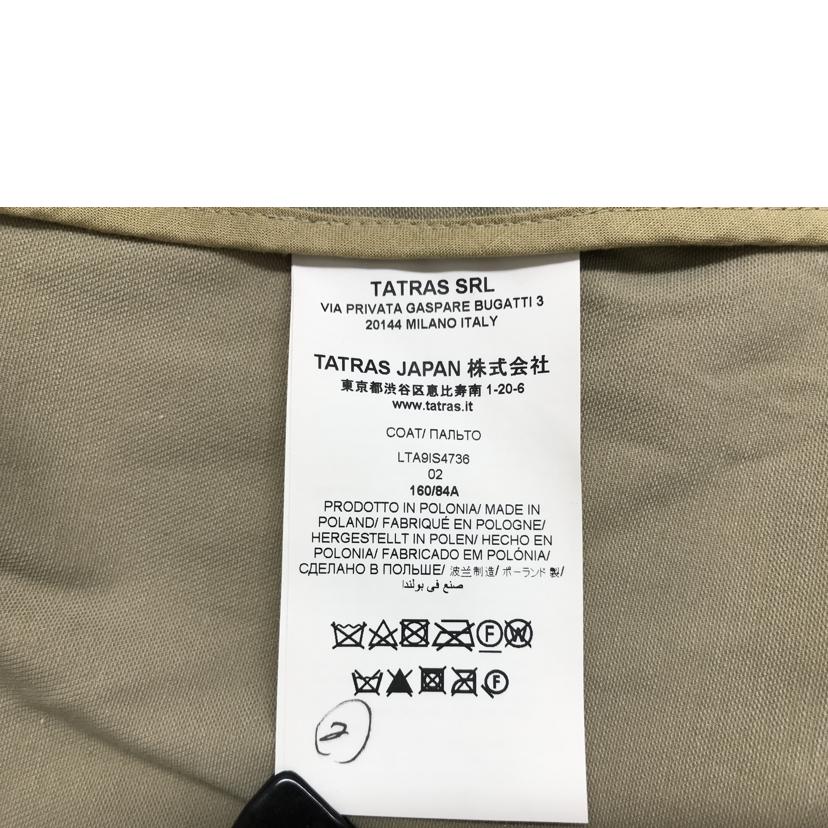 TATRAS SRL
VIA PRIVATA GASPARE BUGATTI 3
20144 MILANO ITALY
TATRAS JAPAN 株式会社
東京都渋谷区恵比寿南 1-20-6
www.tatras.it
COAT/ ПАЛЬТО
LTA9IS4736
02
160/84A
PRODOTTO IN POLONIA/ MADE IN
POLAND/ FABRIQUÉ EN POLOGNE/
HERGESTELLT IN POLEN/ HECHO EN
POLONIA/ FABRICADO EM POLÓNIA/
СДЕЛАНО В ПОЛЬШЕ/ 波兰制造/ ポーランド製/
صنع في بولندا
F W
F
2